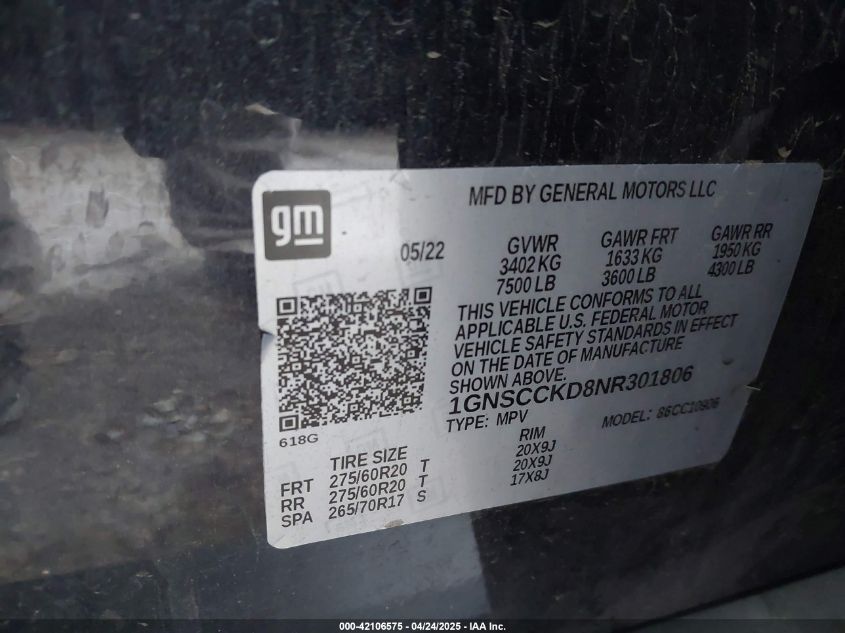 gm
MFD BY GENERAL MOTORS LLC
05/22
GVWR
3402 KG
7500 LB
GAWR FRT
1633 KG
3600 LB
GAWR RR
1950 KG
4300 LB
THIS VEHICLE CONFORMS TO ALL
APPLICABLE U.S. FEDERAL MOTOR
VEHICLE SAFETY STANDARDS IN EFFECT
ON THE DATE OF MANUFACTURE
SHOWN ABOVE.
1GNSCCKD8NR301806
TYPE: MPV
MODEL: 86CC10906
618G
TIRE SIZE
RIM
FRT 275/60R20 T 20X9J
RR 275/60R20 T 20X9J
SPA 265/70R17 S 17X8J
000-42106575 - 04/24/2025 - IAA Inc.